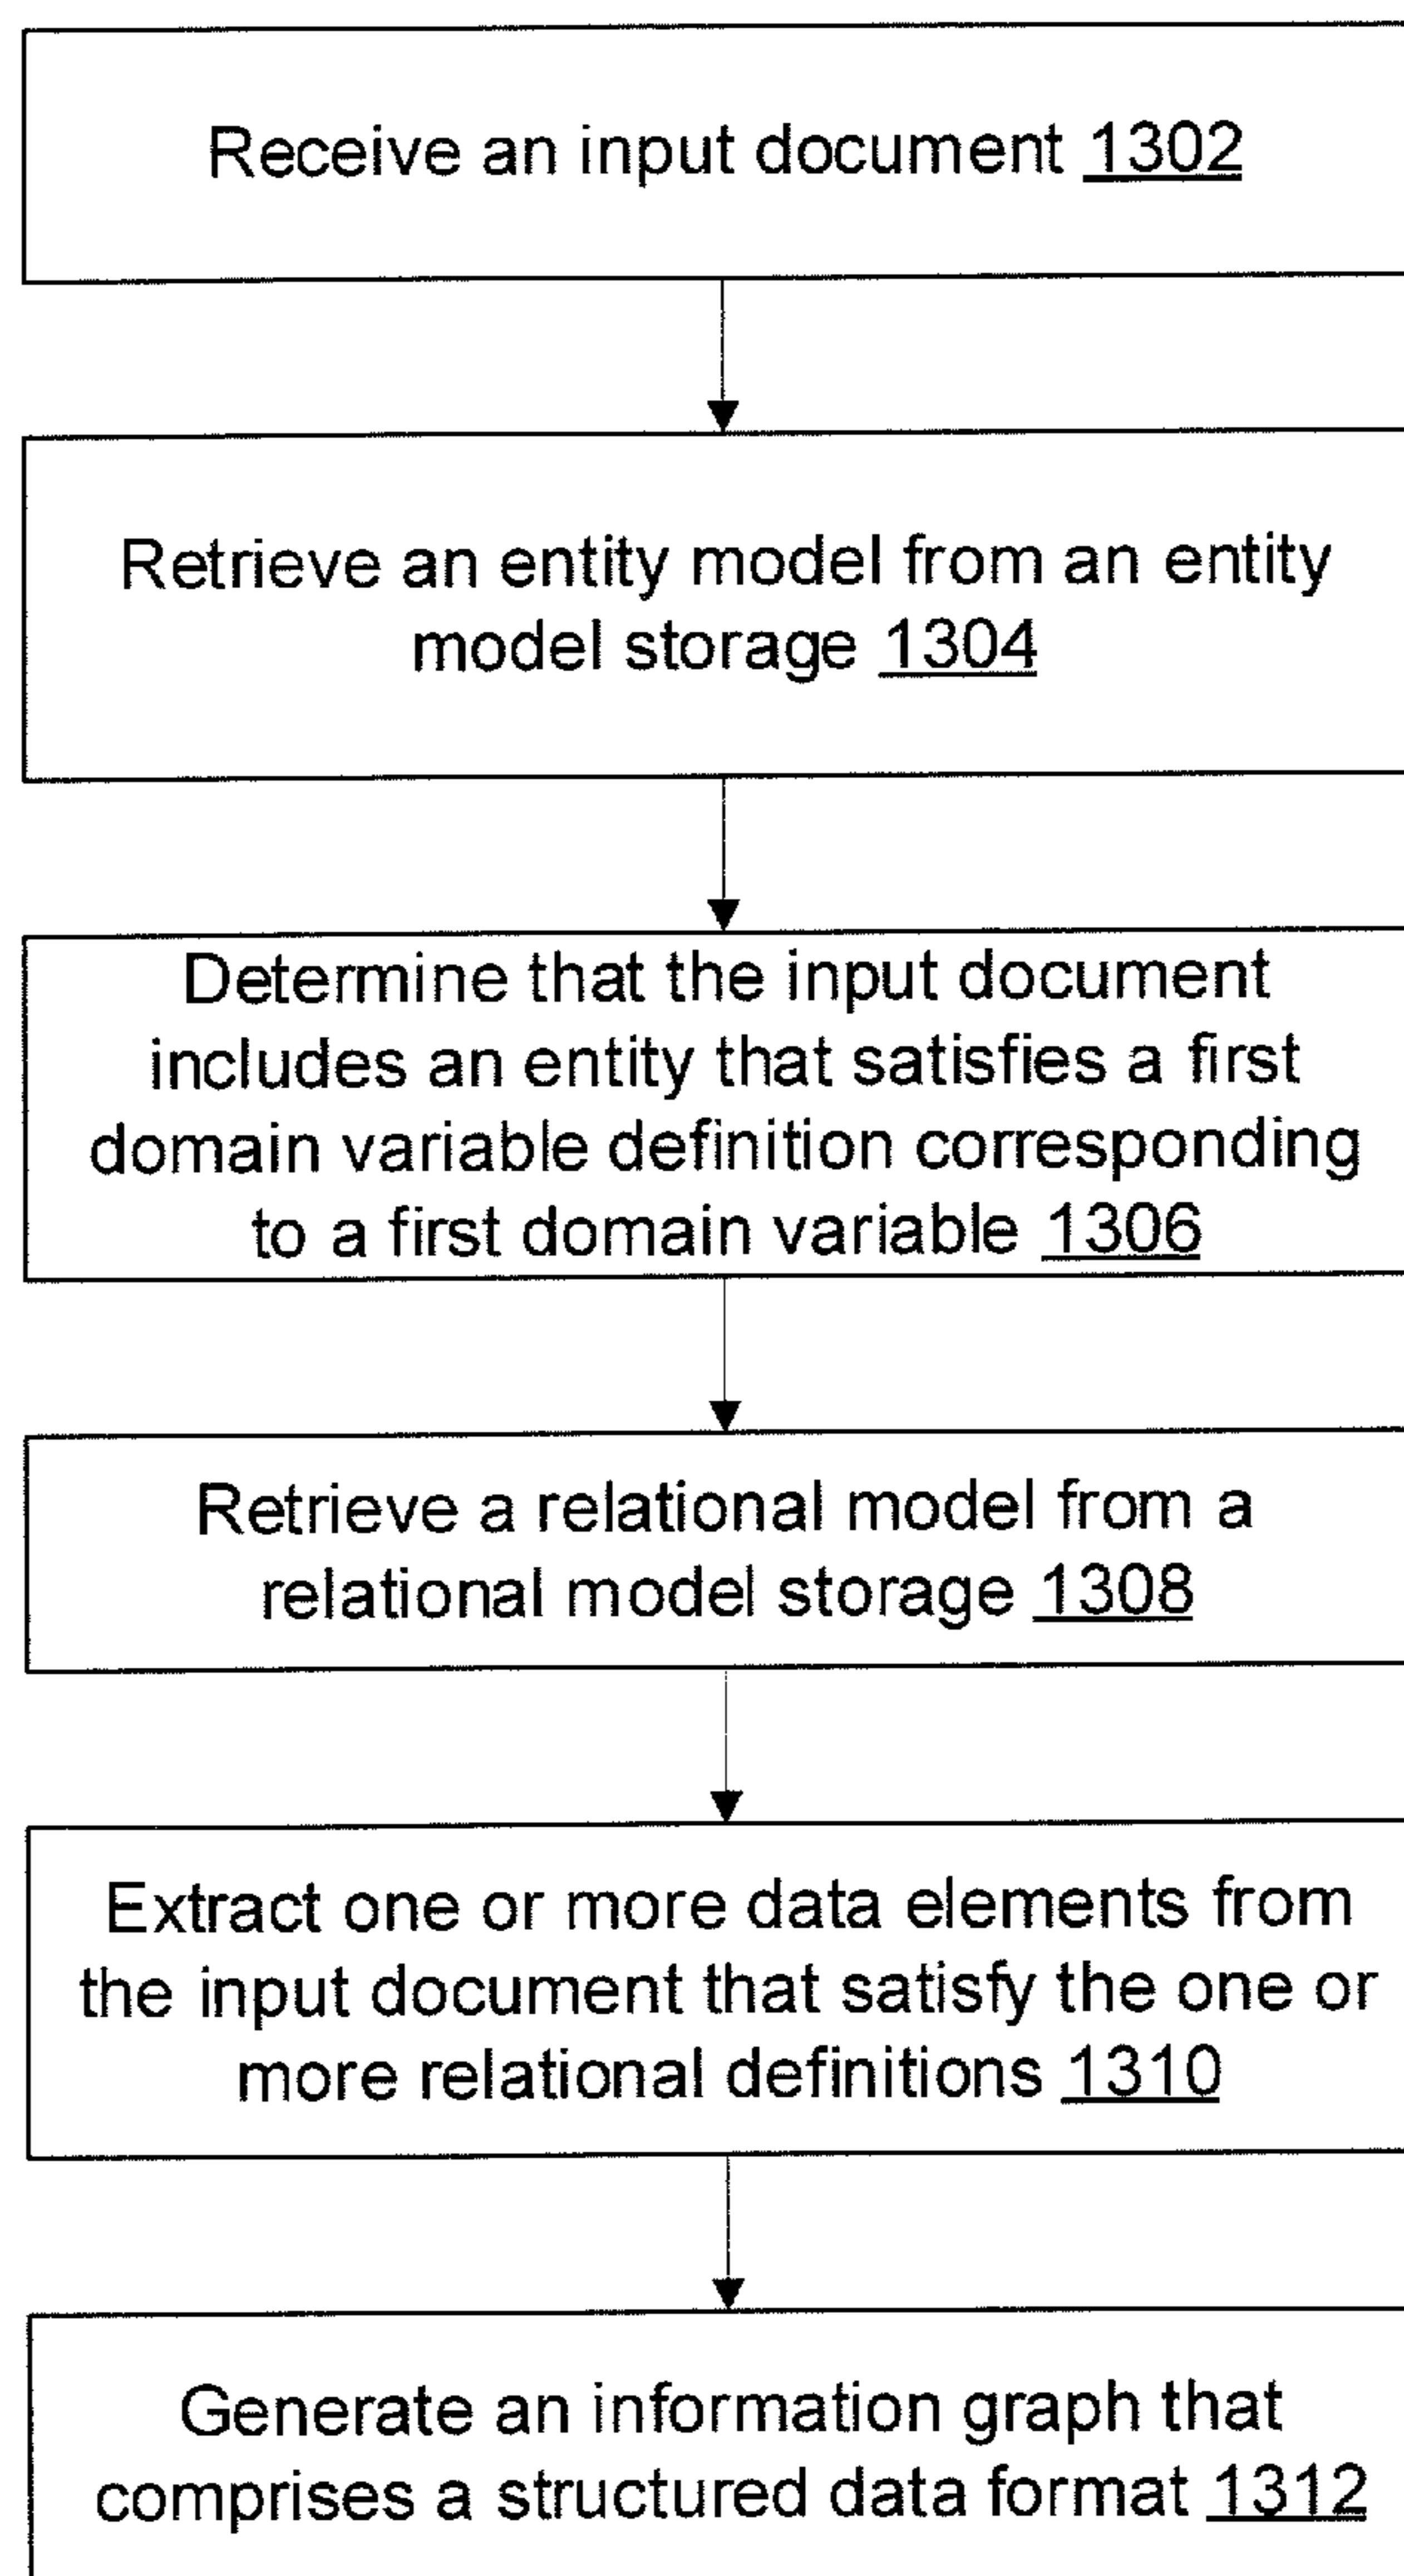 Receive an input document 1302
Retrieve an entity model from an entity
model storage 1304
Determine that the input document
includes an entity that satisfies a first
domain variable definition corresponding
to a first domain variable 1306
Retrieve a relational model from a
relational model storage 1308
Extract one or more data elements from
the input document that satisfy the one or
more relational definitions 1310
Generate an information graph that
comprises a structured data format 1312